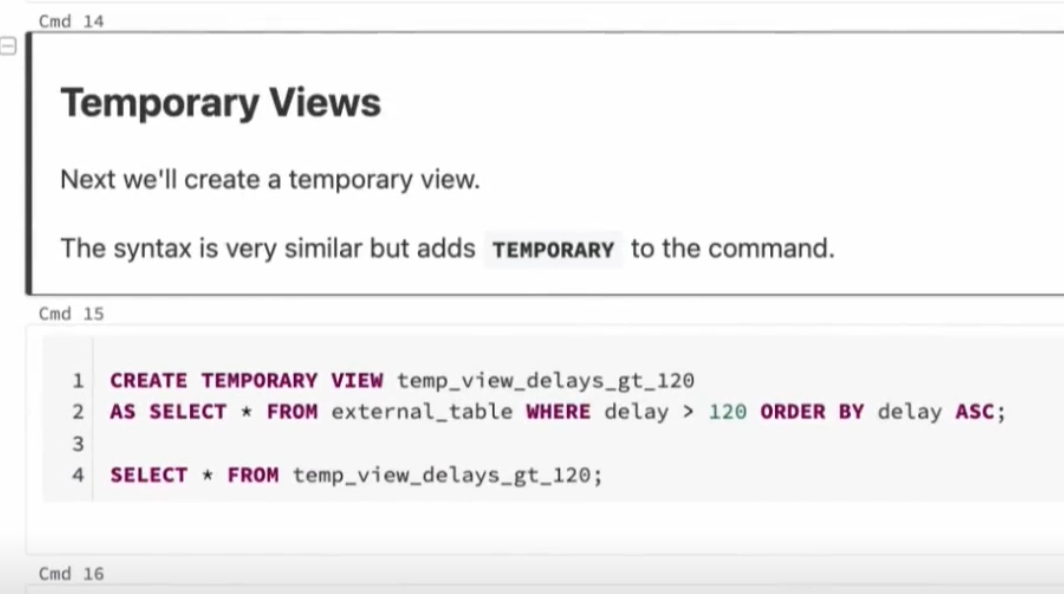 Cmd 14
Temporary Views
Next we'll create a temporary view.
The syntax is very similar but adds TEMPORARY to the command.
Cmd 15
1 CREATE TEMPORARY VIEW temp_view_delays_gt_120
2 AS SELECT * FROM external_table WHERE delay > 120 ORDER BY delay ASC;
3
4 SELECT * FROM temp_view_delays_gt_120;
Cmd 16